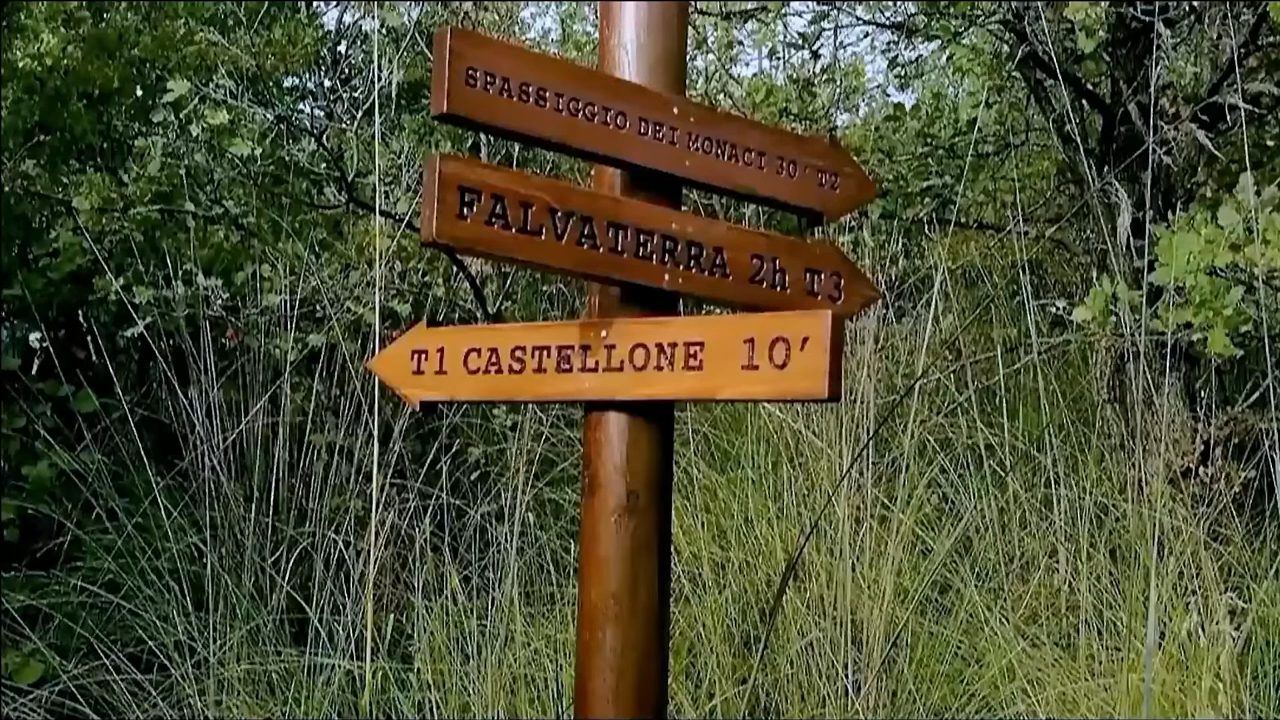 SPASSIGGIO DEI MONACI 30' T2
FALVATERRA 2h T3
T1 CASTELLONE 10'